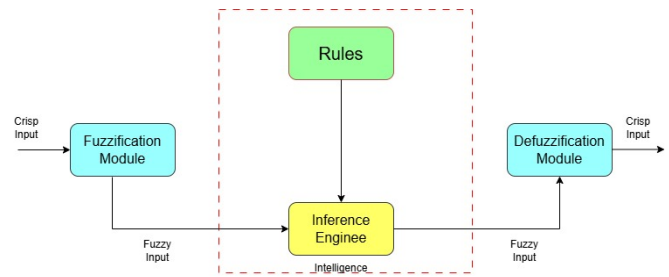 Rules
Crisp
Input
Fuzzification
Module
Defuzzification
Module
Crisp
Input
Inference
Enginee
Fuzzy
Input
Fuzzy
Input
Intelligence